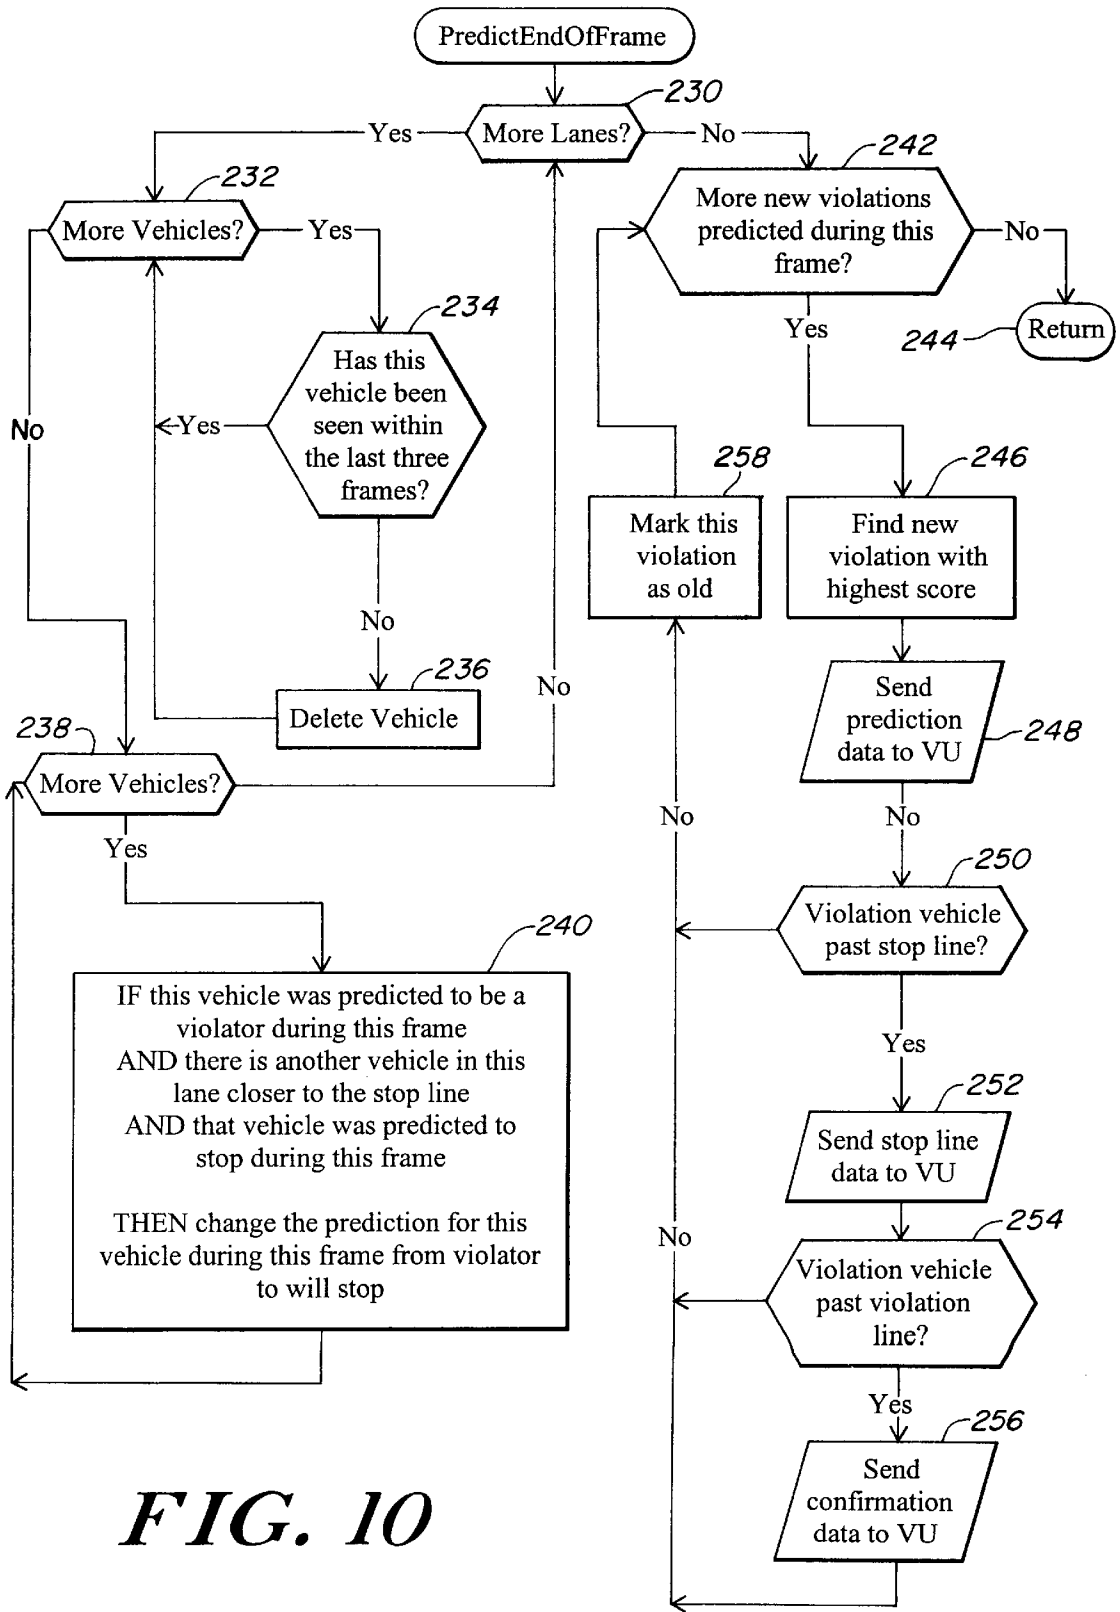 PredictEndOfFrame
230
More Lanes?
Yes
No
232
More Vehicles?
Yes
No
234
Has this
vehicle been
seen within
the last three
frames?
Yes
No
236
Delete Vehicle
238
More Vehicles?
No
Yes
240
IF this vehicle was predicted to be a
violator during this frame
AND there is another vehicle in this
lane closer to the stop line
AND that vehicle was predicted to
stop during this frame
THEN change the prediction for this
vehicle during this frame from violator
to will stop
242
More new violations
predicted during this
frame?
No
244
Return
Yes
246
Find new
violation with
highest score
258
Mark this
violation
as old
Send
prediction
data to VU
248
No
No
250
Violation vehicle
past stop line?
Yes
252
Send stop line
data to VU
254
Violation vehicle
past violation
line?
No
Yes
256
Send
confirmation
data to VU
FIG. 10